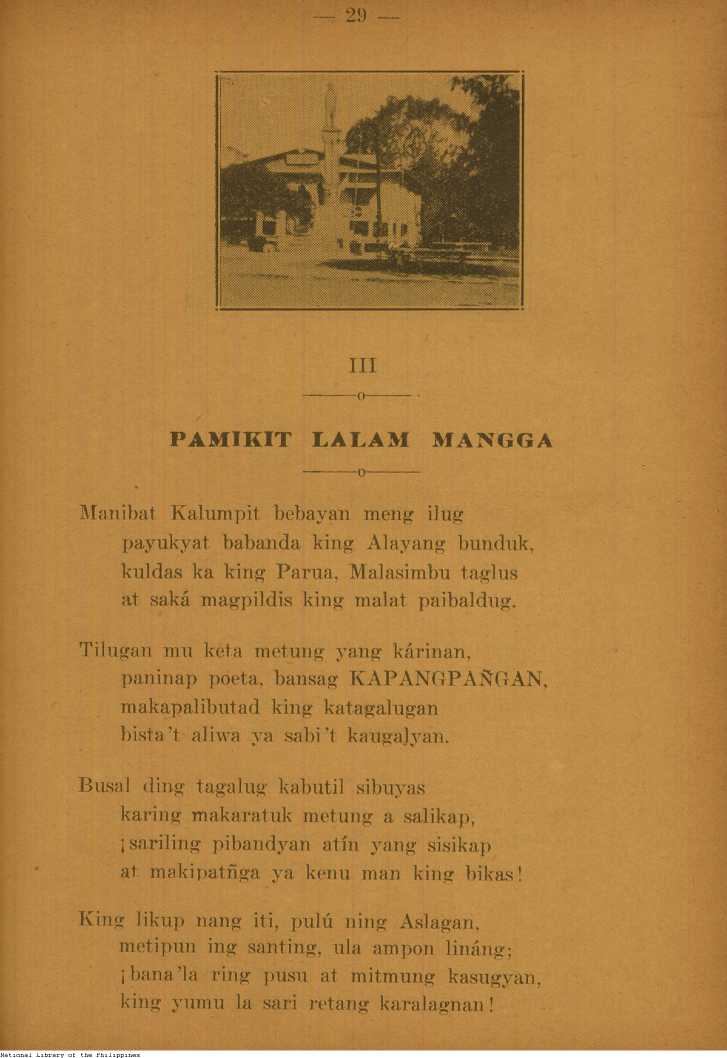 — 29 —
III
PAMIKIT LALAM MANGGA
Manibat Kalumpit bebayan meng ilug
payukyat babanda king Alayang bunduk,
kuldas ka king Parua, Malasimbu taglus
at saká magpildis king malat paibaldug.
Tilugan mu keta metung yang kárinan,
paninap poeta, bansag KAPANGPAÑGAN,
makapalibutad king katagalugan
bista't aliwa ya sabi't kaugalyan.
Busal ding tagalug kabutil sibuyas
karing makaratuk metung a salikap,
¡sariling pibandyan atín yang sisikap
at makipatñga ya kenu man king bikas!
King likup nang iti, pulú ning Aslagan,
metipun ing santing, ula ampon lináng;
¡bana'la ring pusu at mitmung kasugyan,
king yumu la sari retang karalagnan!
National Library of the Philippines